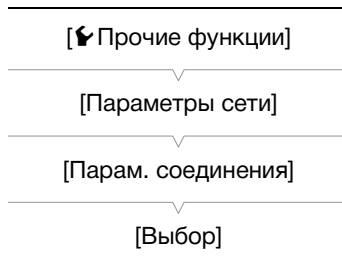 [Прочие функции]
[Параметры сети]
[Парам. соединения]
[Выбор]